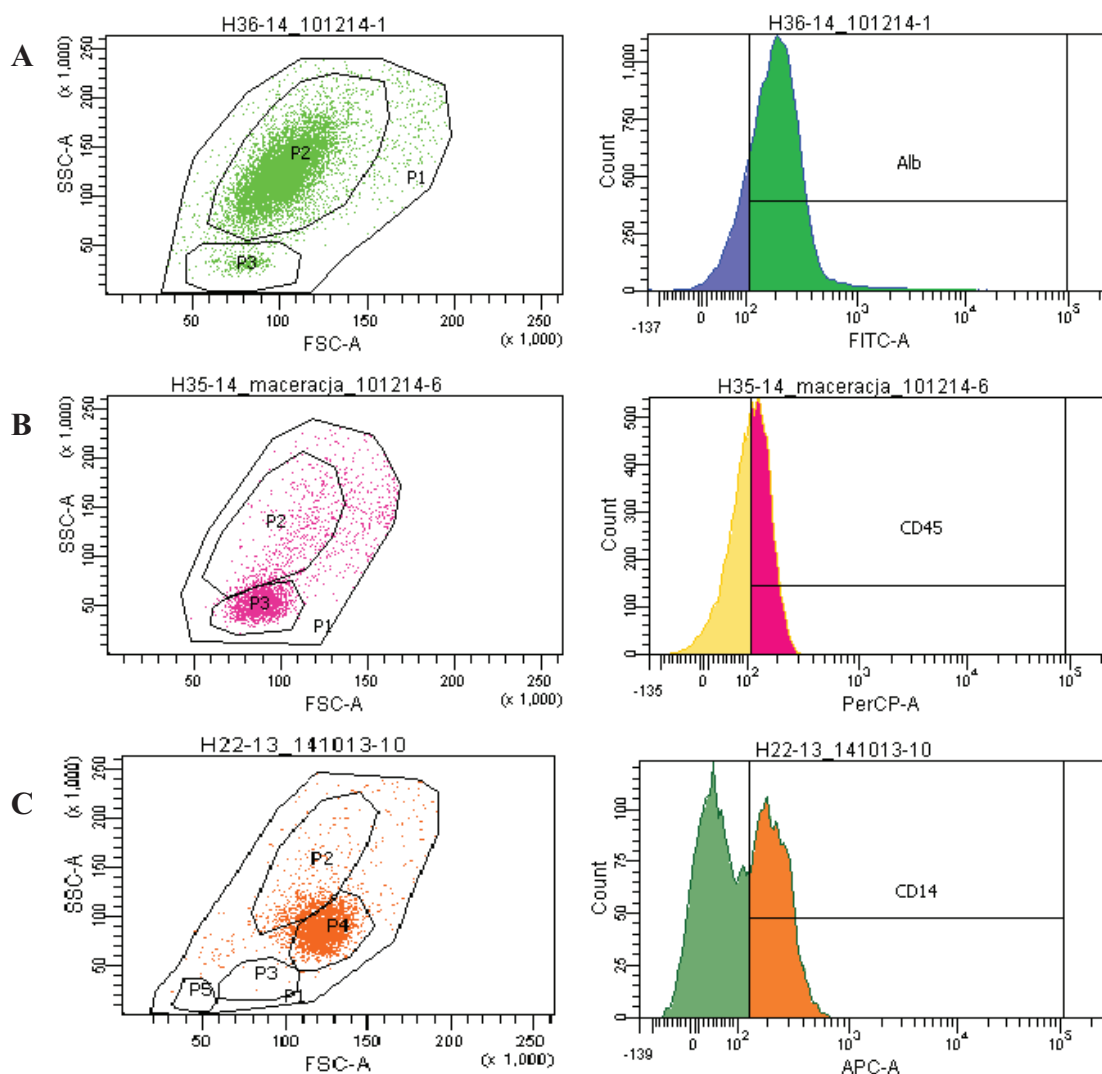 A
H36-14_101214-1
SSC-A
(x 1,000)
250
200
150
100
50
P2
P1
P3
50 100 150 200 250
FSC-A
(x 1,000)
H36-14_101214-1
Count
1,000
750
500
250
0
Alb
-137
0 10² 10³ 10⁴ 10⁵
FITC-A
B
H35-14_maceracja_101214-6
SSC-A
(x 1,000)
250
200
150
100
50
P2
P3
P1
50 100 150 200 250
FSC-A
(x 1,000)
H35-14_maceracja_101214-6
Count
500
400
300
200
100
0
CD45
-135
0 10² 10³ 10⁴ 10⁵
PerCP-A
C
H22-13_141013-10
SSC-A
(x 1,000)
250
200
150
100
50
P2
P4
P3
P5
P1
50 100 150 200 250
FSC-A
(x 1,000)
H22-13_141013-10
Count
100
75
50
25
0
CD14
-139
0 10² 10³ 10⁴ 10⁵
APC-A